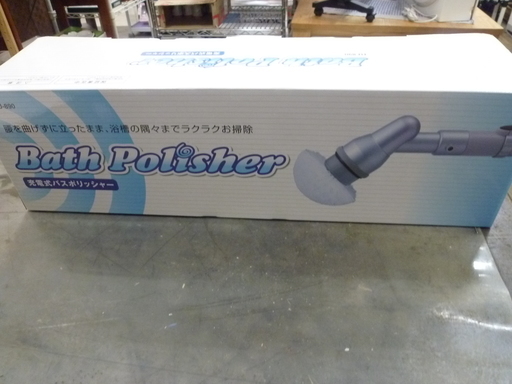 腰を曲げずに立ったまま、浴槽の隅々までラクラクお掃除
Bath Polisher
充電式バスポリッシャー